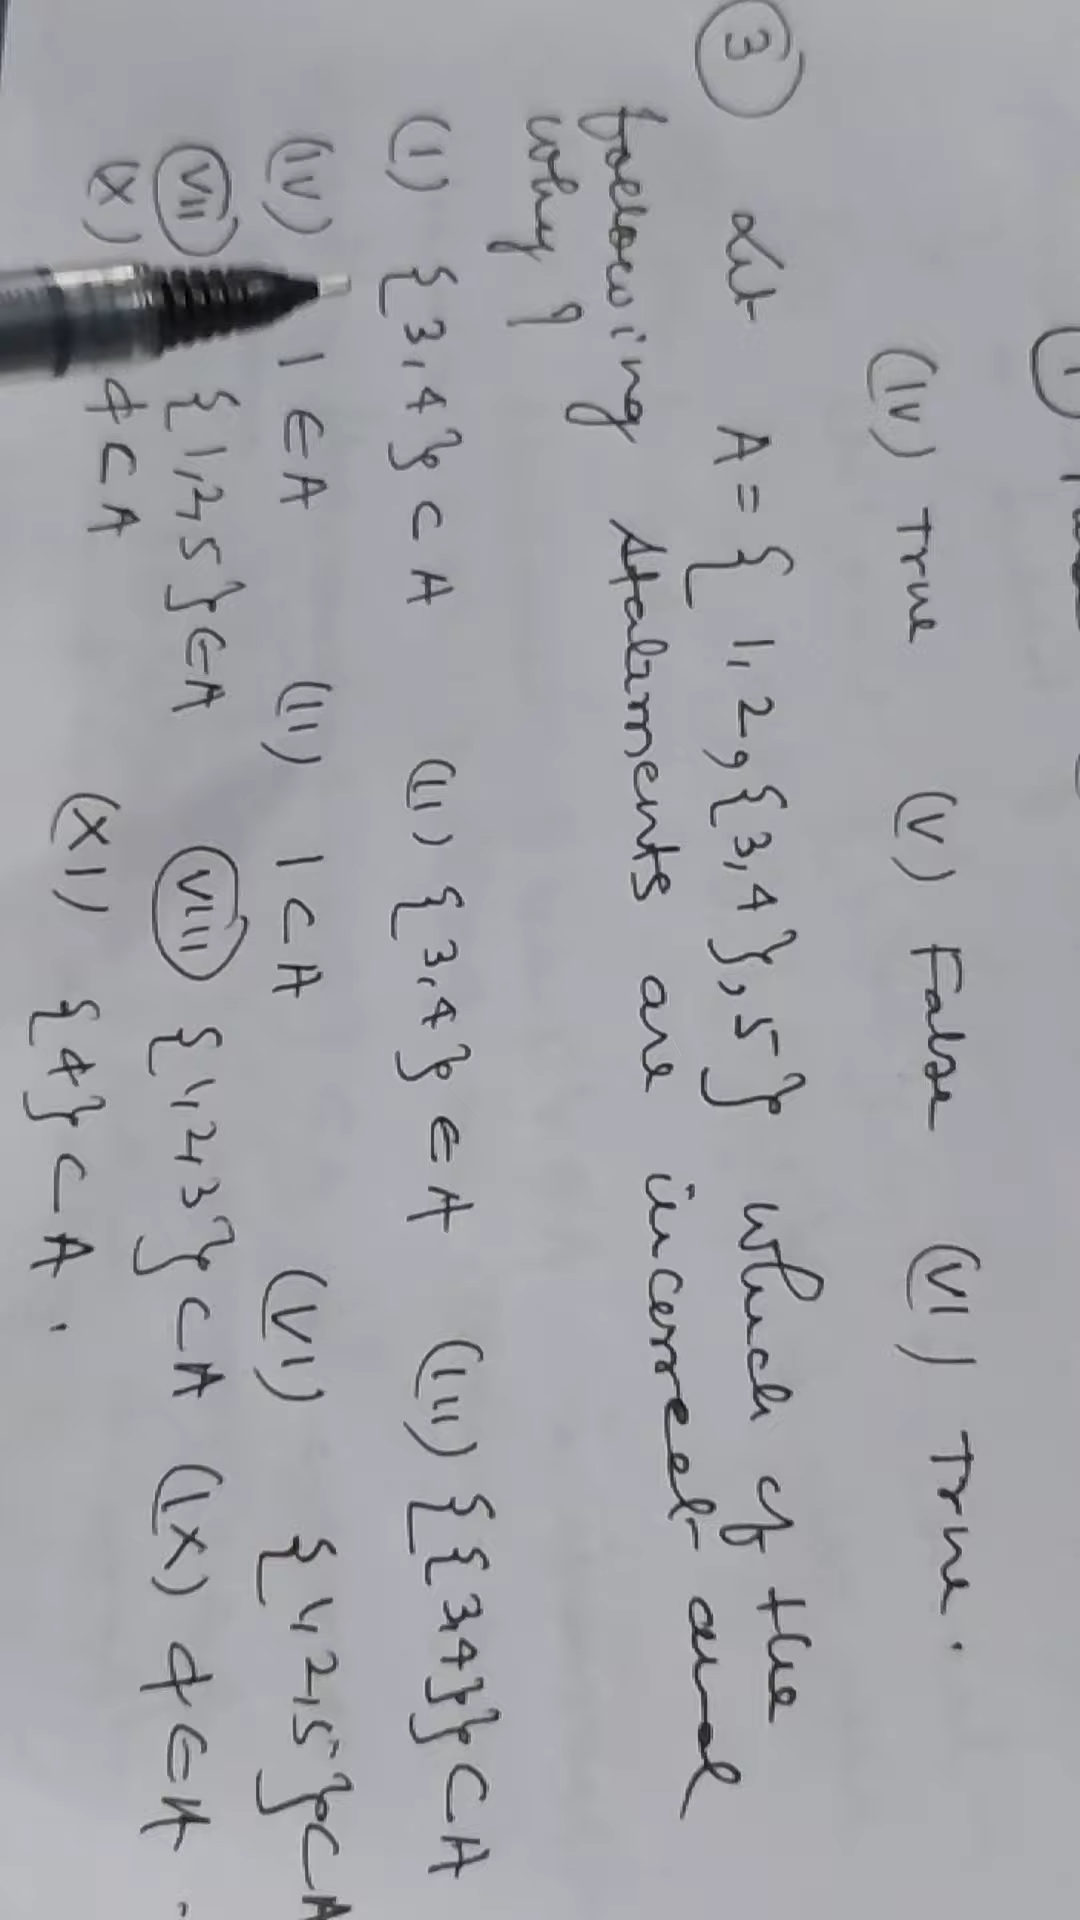 (IV) True (V) False (VI) True.
③ Let A = { 1, 2, {3, 4}, 5} which of the
following statements are incorrect and
why ?
(I) {3, 4} ⊂ A (II) {3, 4} ∈ A (III) {{3,4}} ⊂ A
(IV) 1 ∈ A (II) 1 ⊂ A (VI) {1, 2, 5} ⊂ A
(VII) {1,2,5} ∈ A (VIII) {1,2,3} ⊂ A (IX) ϕ ∈ A .
(X) ϕ ⊂ A (XI) {4} ⊂ A .